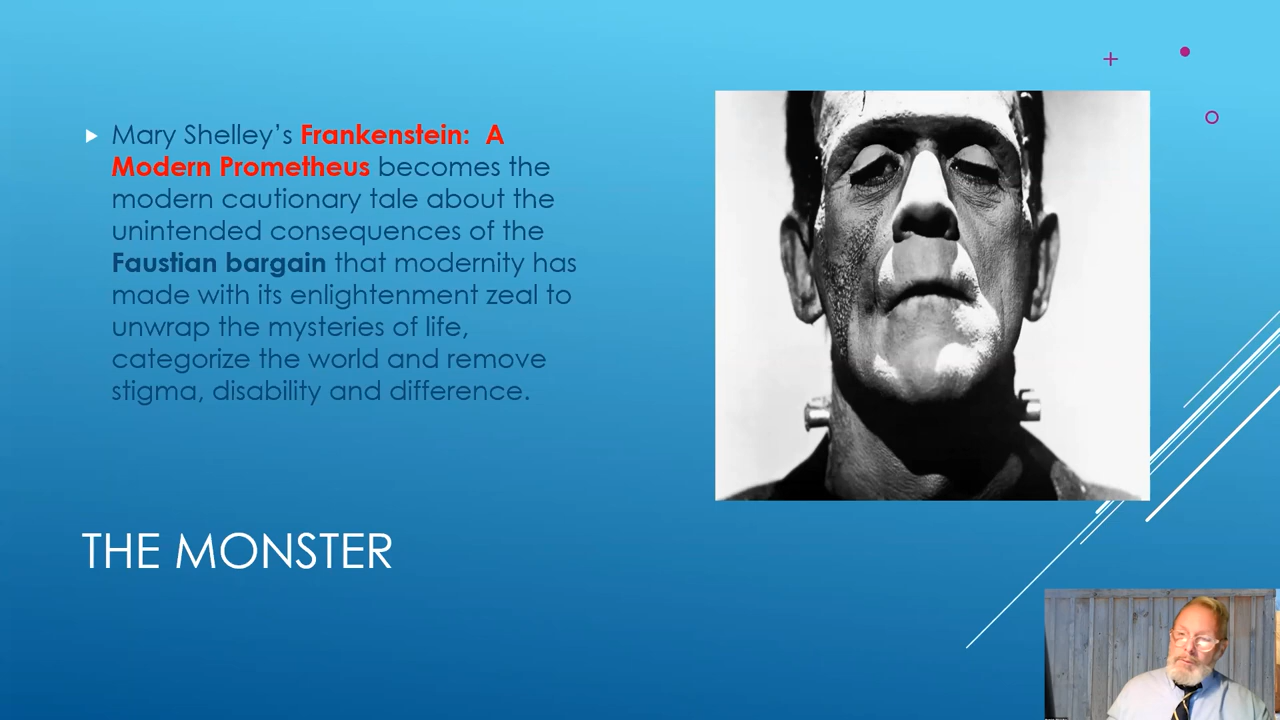 Mary Shelley’s Frankenstein:  A
Modern Prometheus becomes the
modern cautionary tale about the
unintended consequences of the
Faustian bargain that modernity has
made with its enlightenment zeal to
unwrap the mysteries of life,
categorize the world and remove
stigma, disability and difference.
THE MONSTER